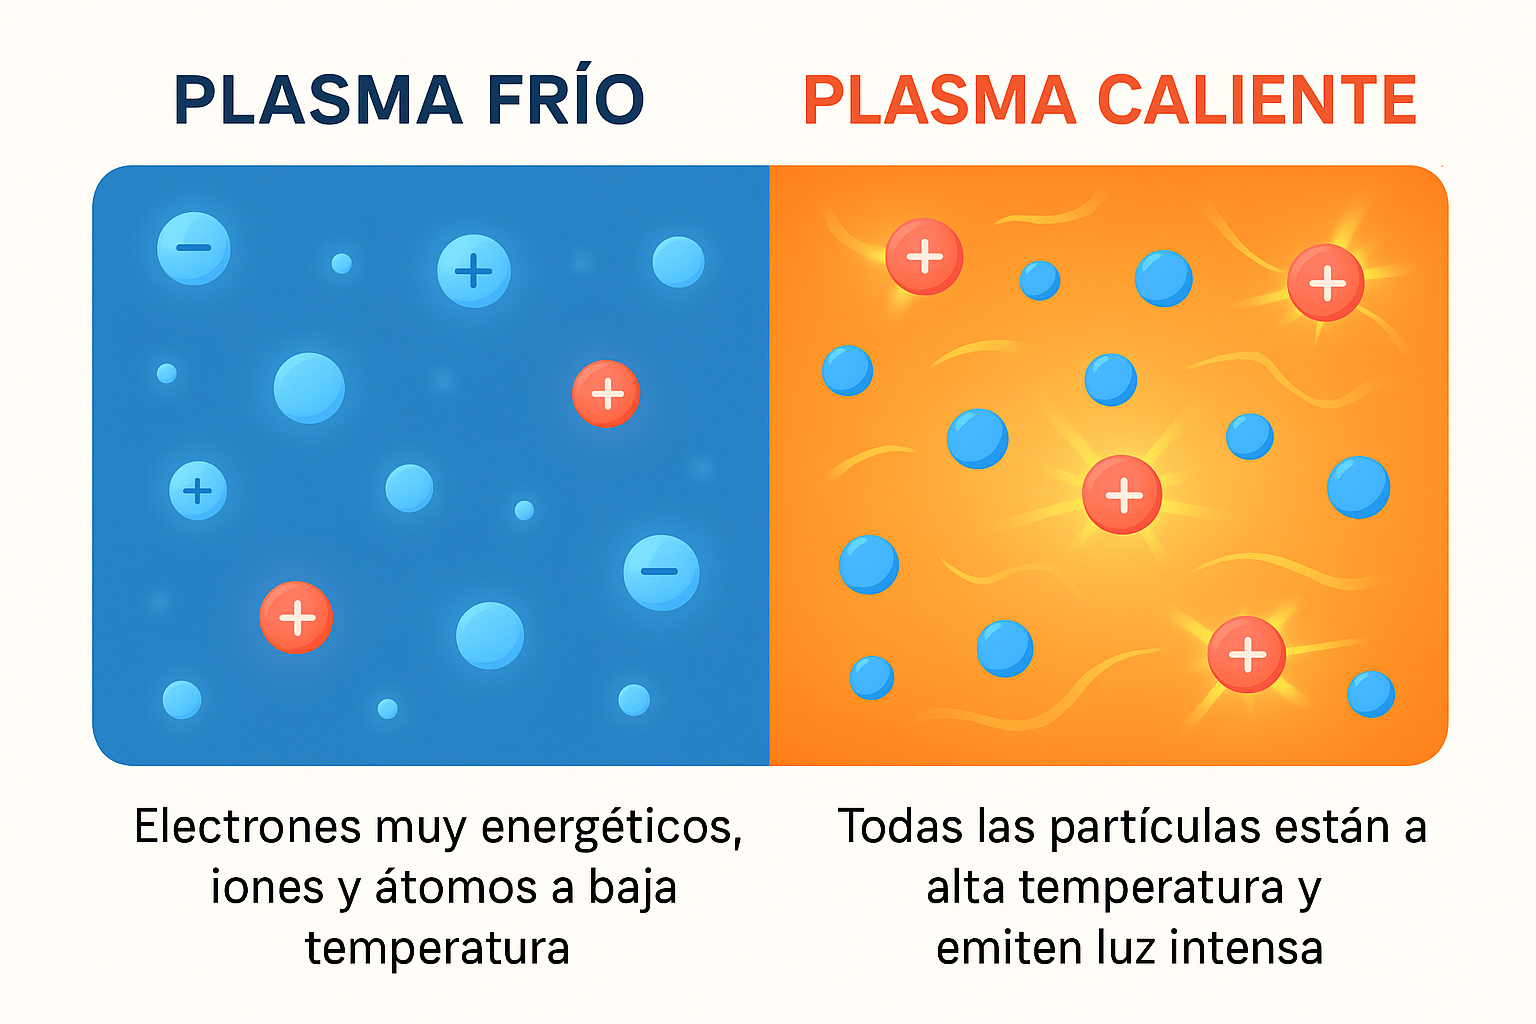 PLASMA FRÍO
PLASMA CALIENTE
Electrones muy energéticos,
iones y átomos a baja
temperatura
Todas las partículas están a
alta temperatura y
emiten luz intensa